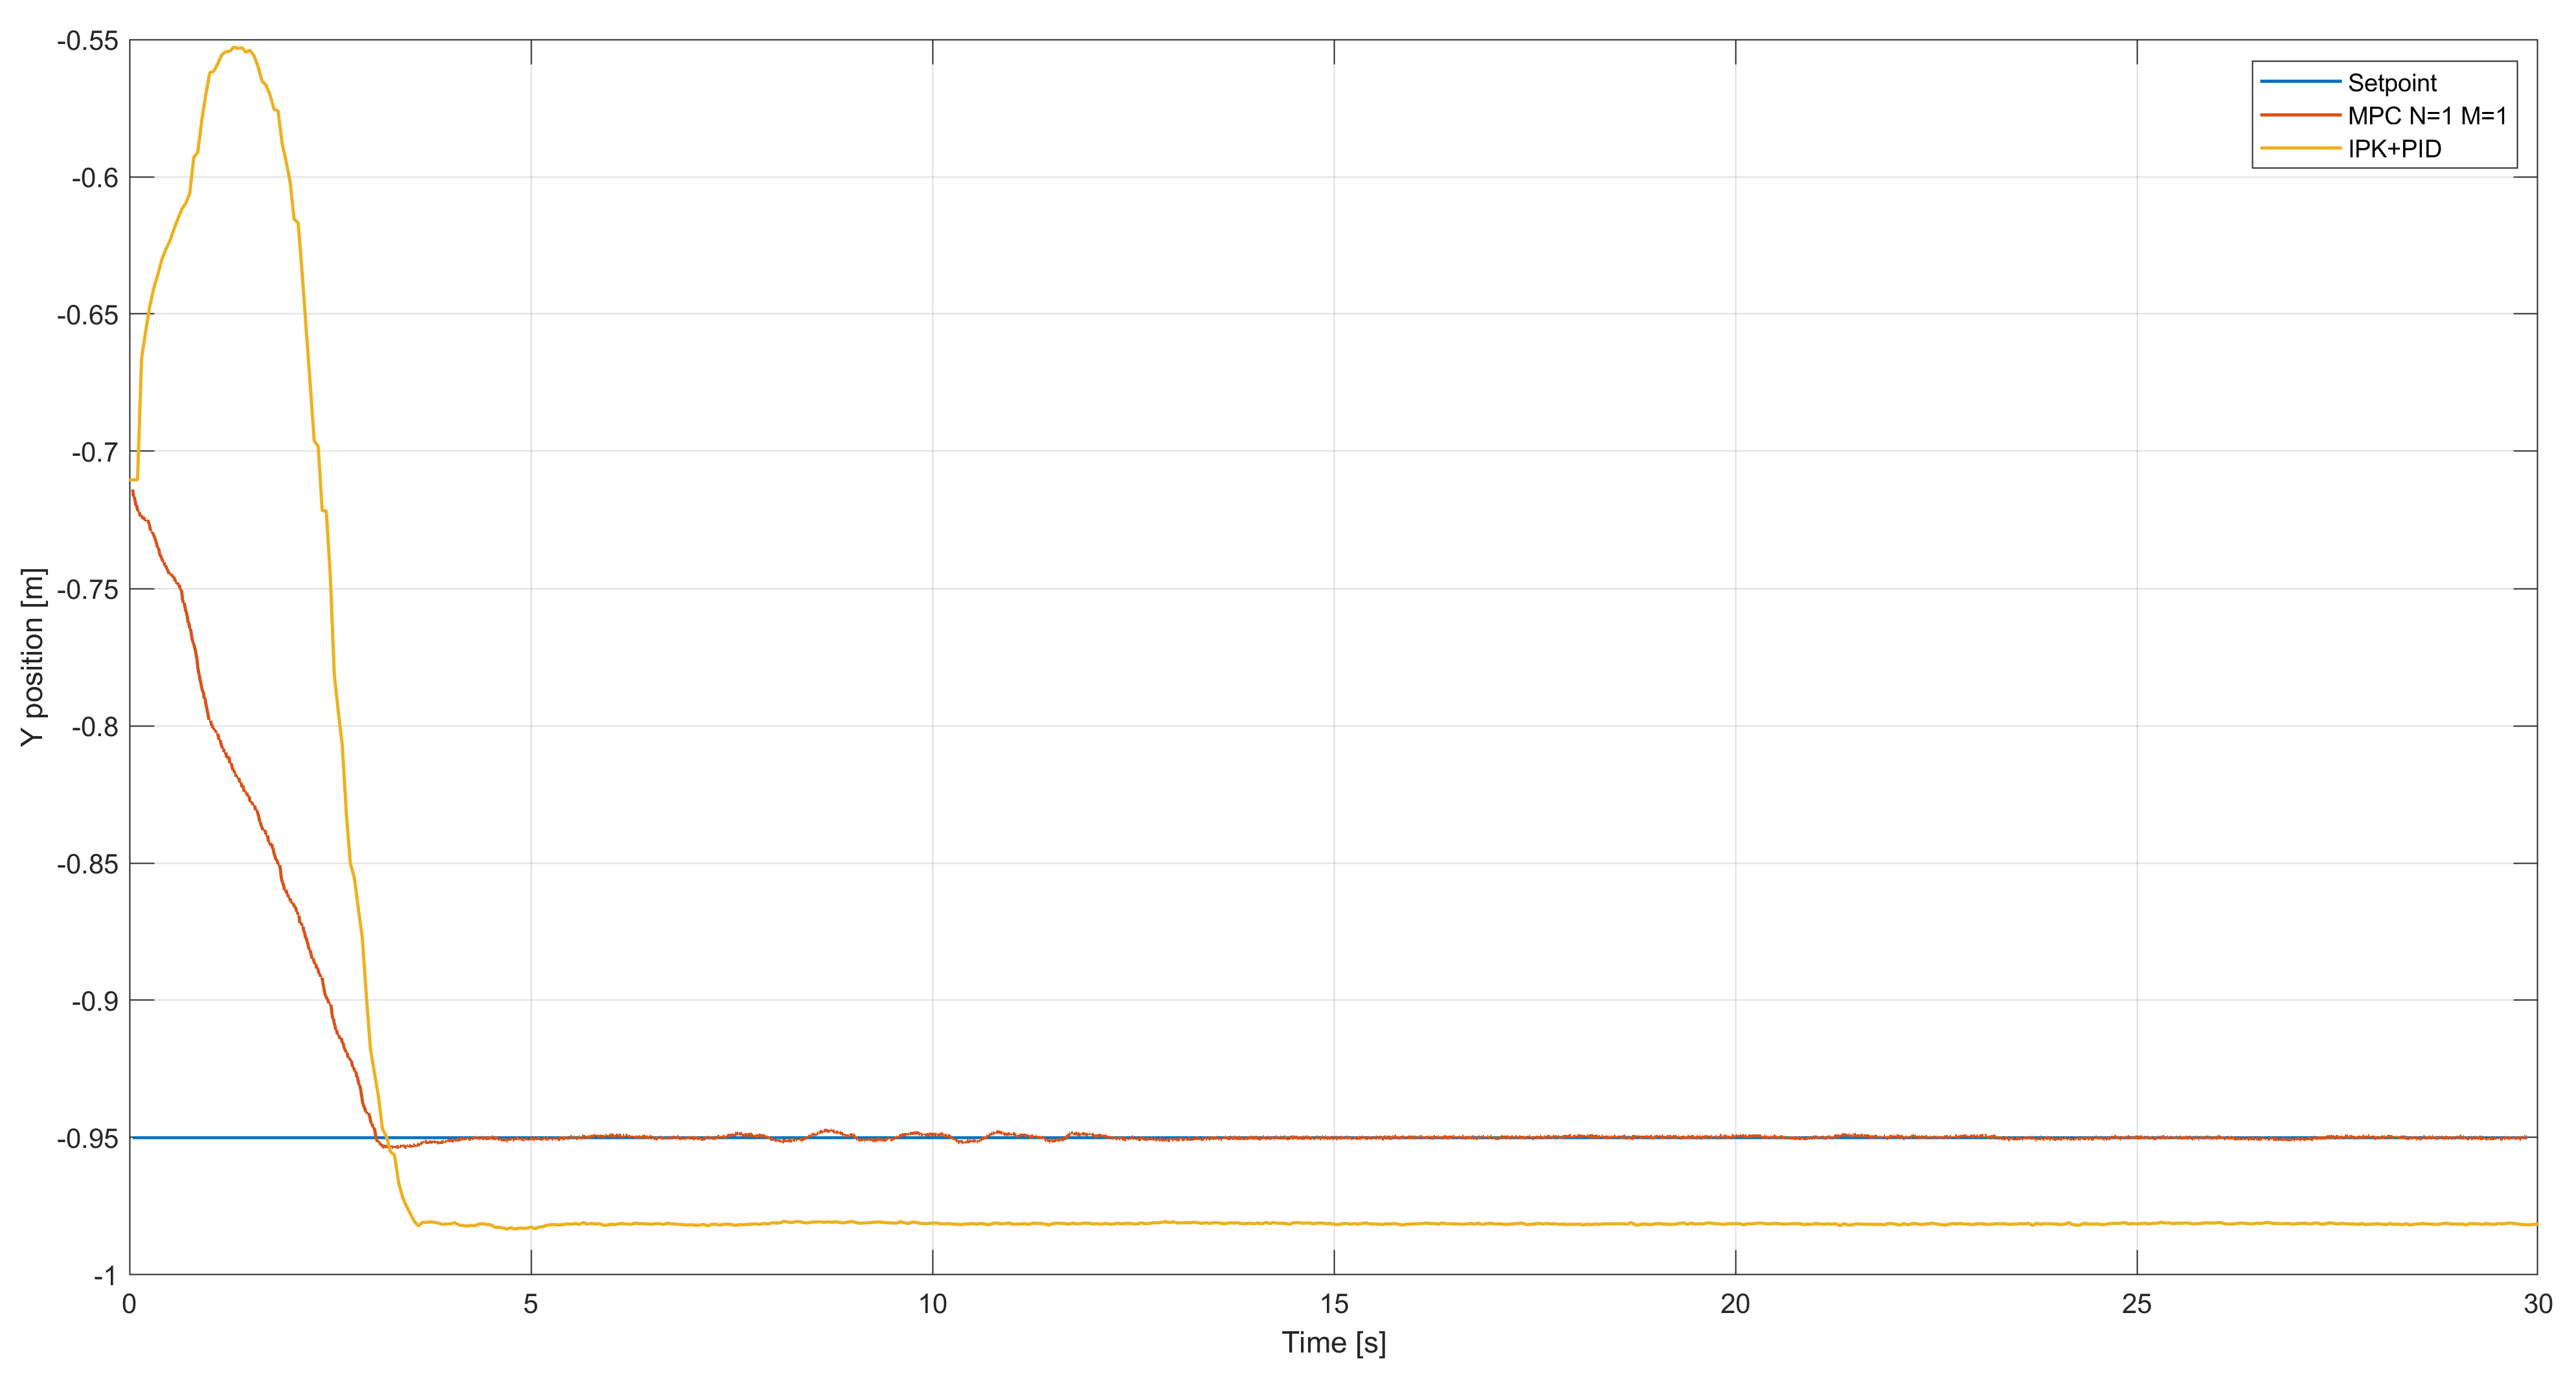 -0.55
-0.6
-0.65
-0.7
-0.75
-0.8
-0.85
-0.9
-0.95
-1
Y position [m]
Setpoint
MPC N=1 M=1
IPK+PID
0 5 10 15 20 25 30
Time [s]